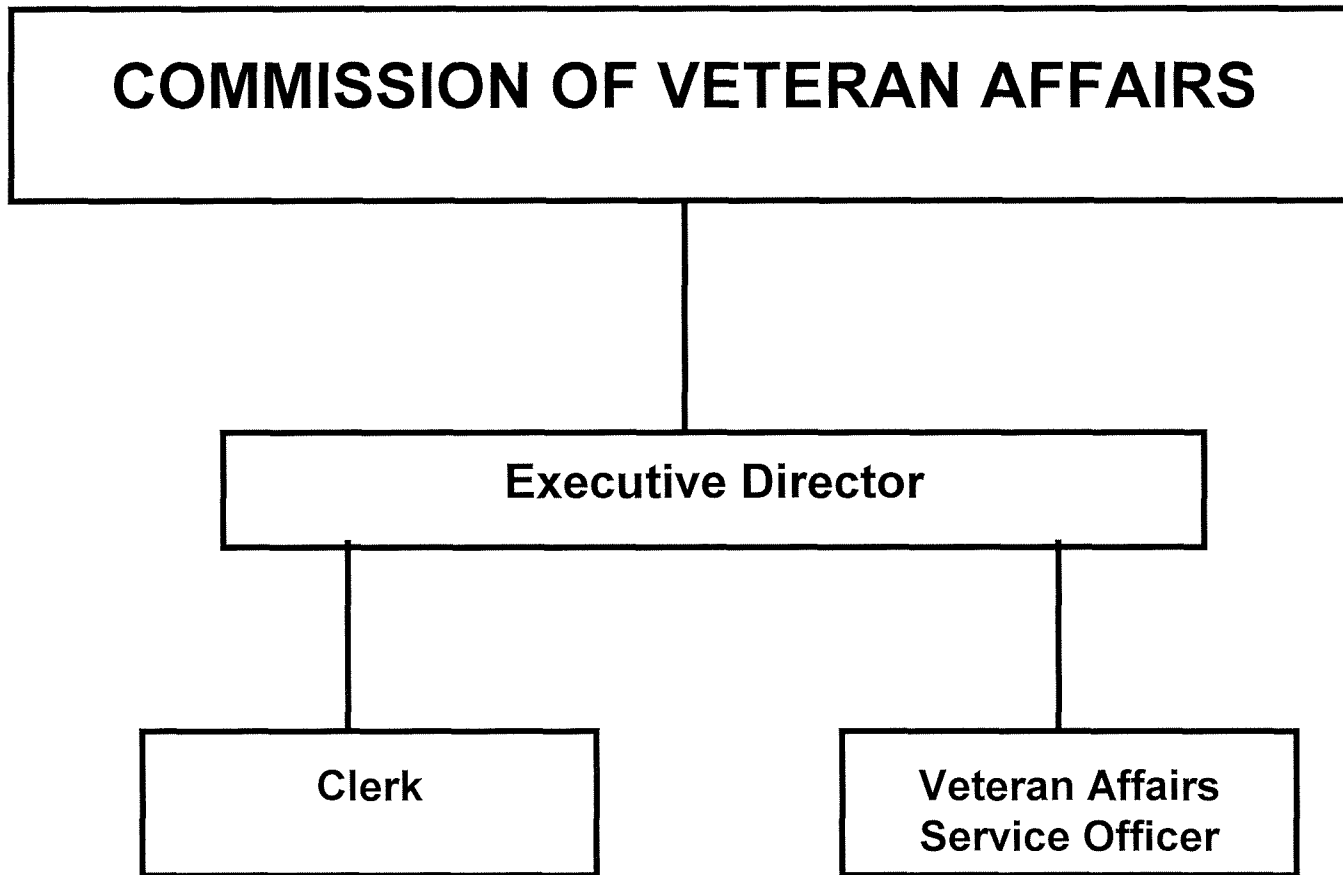 COMMISSION OF VETERAN AFFAIRS
Executive Director
Clerk
Veteran Affairs
Service Officer